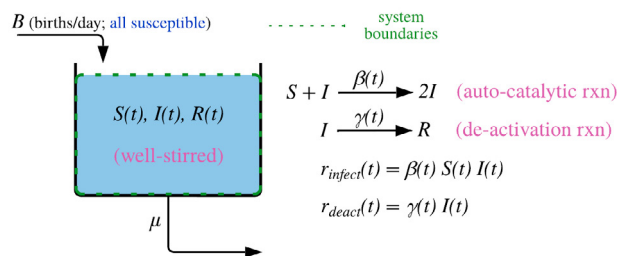 B (births/day; all susceptible)
system
boundaries
S(t), I(t), R(t)
(well-stirred)
μ
β(t)
S + I → 2I (auto-catalytic rxn)
γ(t)
I → R (de-activation rxn)
r_infect(t) = β(t) S(t) I(t)
r_deact(t) = γ(t) I(t)